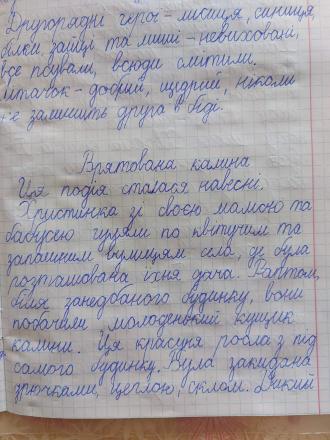 Другорядні герої - лисиця, синиця,
білки зайці та миші - невиховані,
все псували, всюди смітили.
їтачок - добрий, щедрий, ніколи
не залишить друга в біді.
Врятована калина
Ця подія сталася навесні.
Христинка зі своєю мамою та
бабусею гуляли по квітучим та
запашним вулицям села, де була
розташована їхня дача. Раптом,
біля занедбаного будинку, вони
побачили молоденький кущик
калини. Ця красуня росла з під
самого будинку. Була закидана
зрючками, цеглою, склом. Дикий